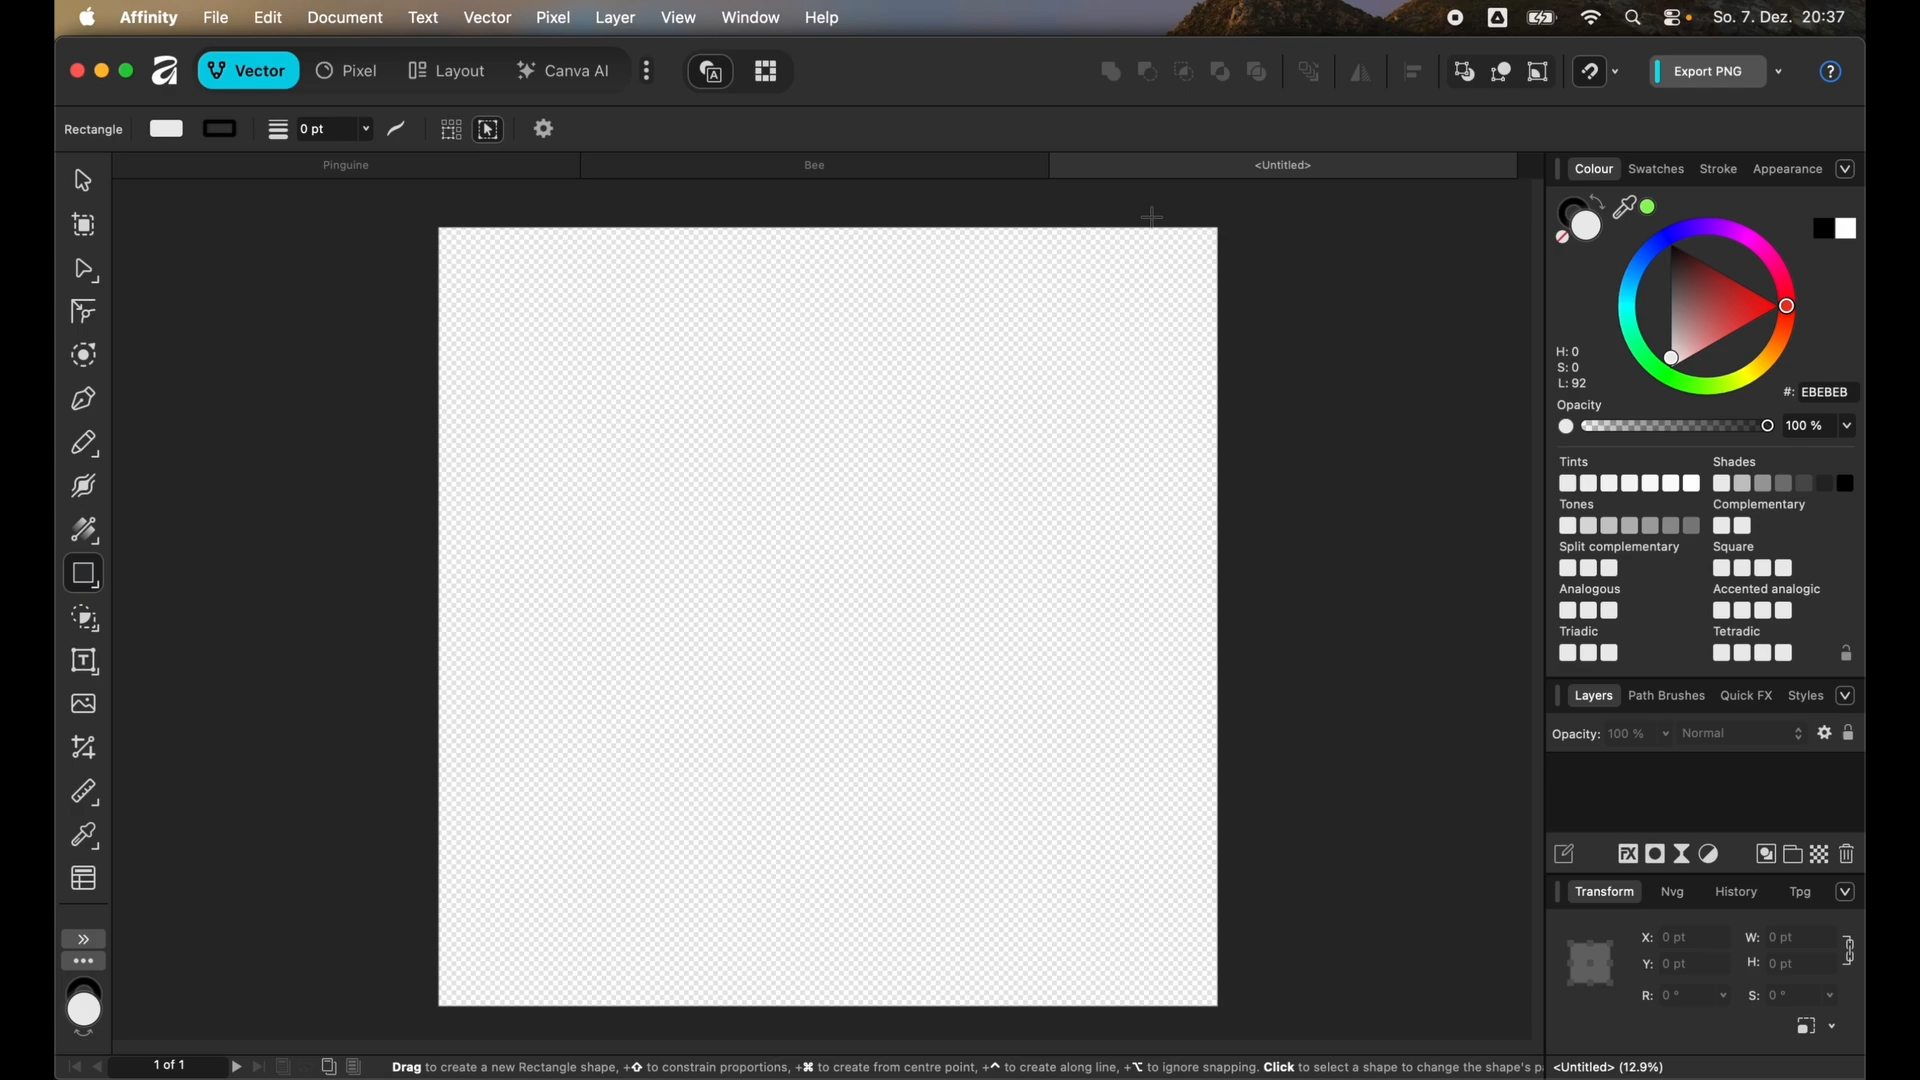 Affinity File Edit Document Text Vector Pixel Layer View Window Help So. 7. Dez. 20:37
Vector Pixel Layout Canva AI Export PNG ?
Rectangle 0 pt
Pinguine Bee <Untitled>
Colour Swatches Stroke Appearance
H: 0
S: 0
L: 92
#: EBEBEB
Opacity
100 %
Tints Shades
Tones Complementary
Split complementary Square
Analogous Accented analogic
Triadic Tetradic
Layers Path Brushes Quick FX Styles
Opacity: 100 % Normal
FX
Transform Nvg History Tpg
X: 0 pt W: 0 pt
Y: 0 pt H: 0 pt
R: 0 ° S: 0 °
1 of 1 Drag to create a new Rectangle shape, +⇧ to constrain proportions, +⌘ to create from centre point, +^ to create along line, +⌥ to ignore snapping. Click to select a shape to change the shape's <Untitled> (12.9%)